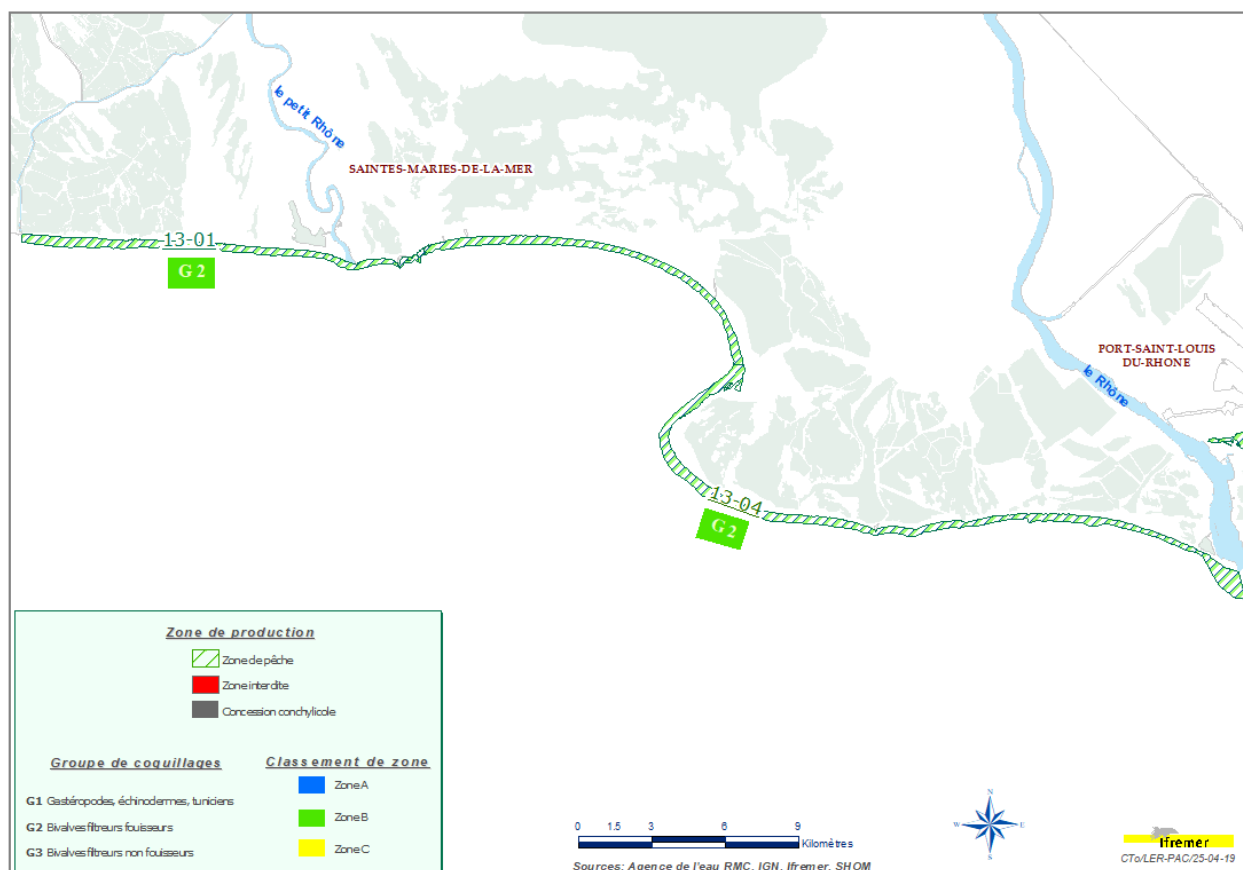 le petit Rhône
SAINTES-MARIES-DE-LA-MER
13-01
G 2
PORT-SAINT-LOUIS
DU-RHONE
le Rhône
13-04
G 2
Zone de production
Zone de pêche
Zone interdite
Concession conchylicole
Groupe de coquillages
Classement de zone
Zone A
G1 Gastéropodes, échinodermes, tuniciens
Zone B
G2 Bivalves filtreurs fouisseurs
G3 Bivalves filtreurs non fouisseurs
Zone C
0 1.5 3 6 9
Kilomètres
Sources: Agence de l'eau RMC, IGN, Ifremer, SHOM
N
W E
S
Ifremer
CTo/LER-PAC/25-04-19